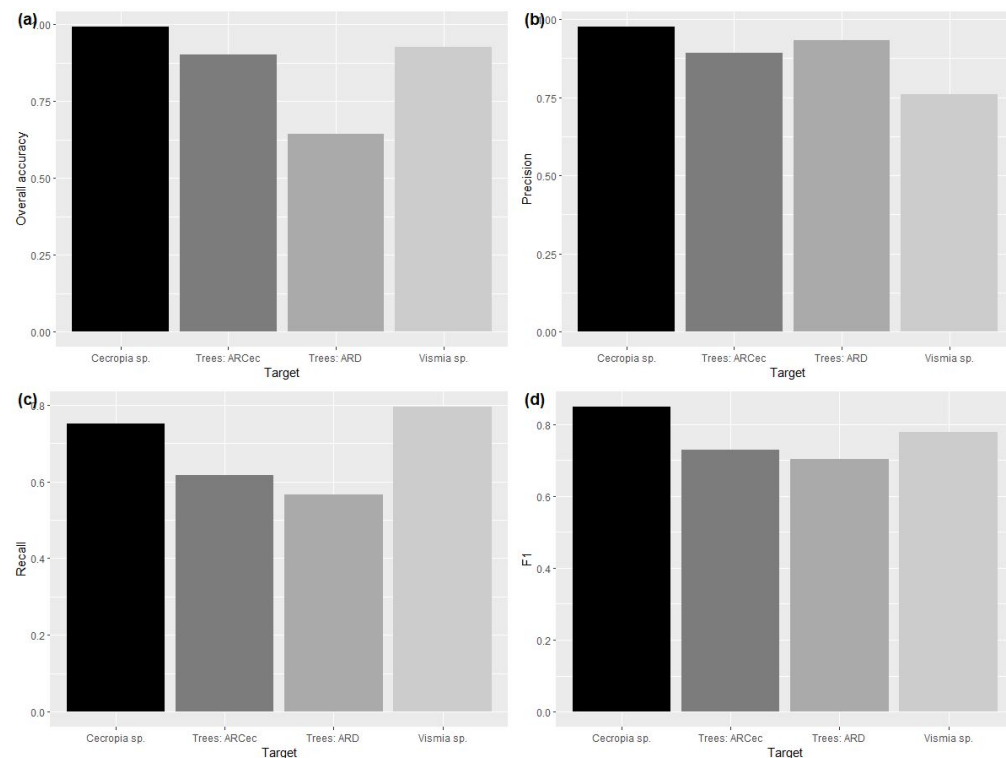 (a)
1.00
0.75
0.50
0.25
0.00
Overall accuracy
Cecropia sp. Trees: ARCec Trees: ARD Vismia sp.
Target
(b)
1.00
0.75
0.50
0.25
0.00
Precision
Cecropia sp. Trees: ARCec Trees: ARD Vismia sp.
Target
(c)
0.8
0.6
0.4
0.2
0.0
Recall
Cecropia sp. Trees: ARCec Trees: ARD Vismia sp.
Target
(d)
0.8
0.6
0.4
0.2
0.0
F1
Cecropia sp. Trees: ARCec Trees: ARD Vismia sp.
Target